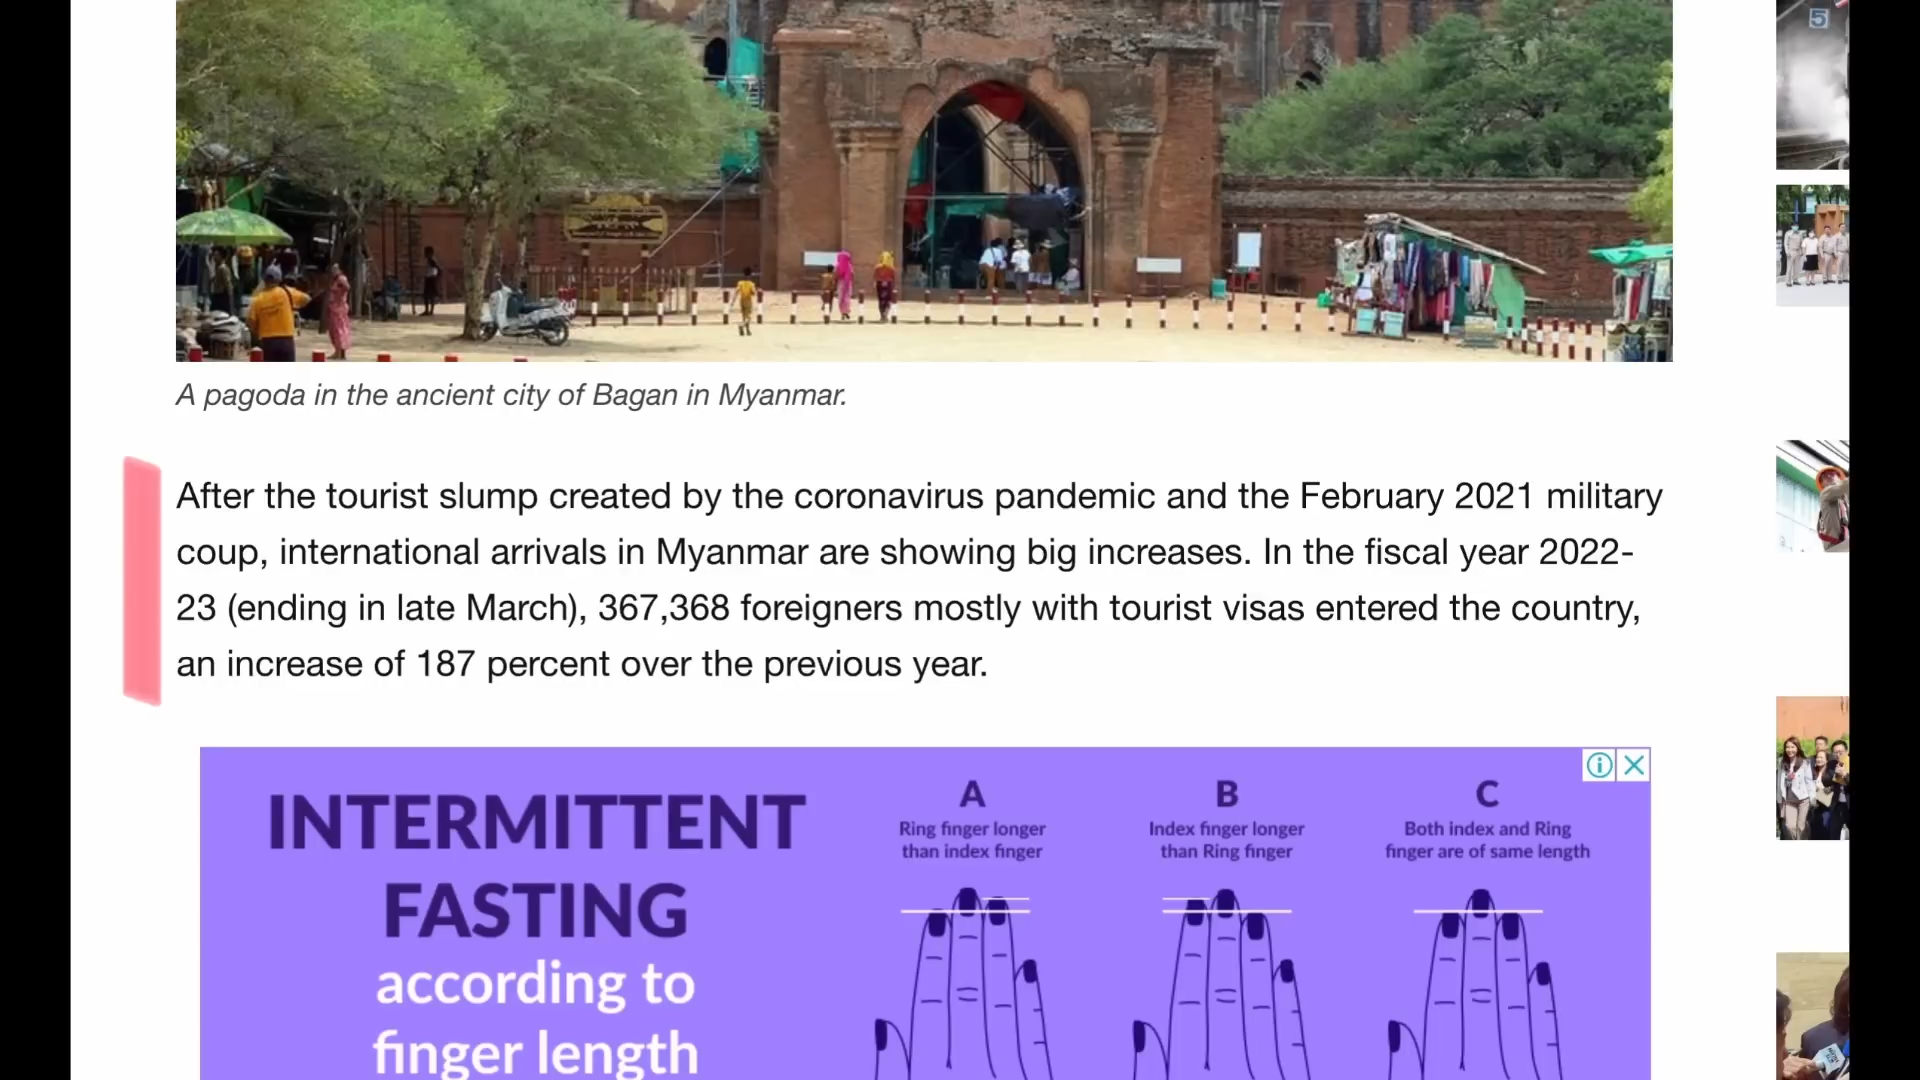 5
A pagoda in the ancient city of Bagan in Myanmar.
After the tourist slump created by the coronavirus pandemic and the February 2021 military
coup, international arrivals in Myanmar are showing big increases. In the fiscal year 2022-
23 (ending in late March), 367,368 foreigners mostly with tourist visas entered the country,
an increase of 187 percent over the previous year.
INTERMITTENT
FASTING
according to
finger length
A
Ring finger longer
than index finger
B
Index finger longer
than Ring finger
C
Both index and Ring
finger are of same length